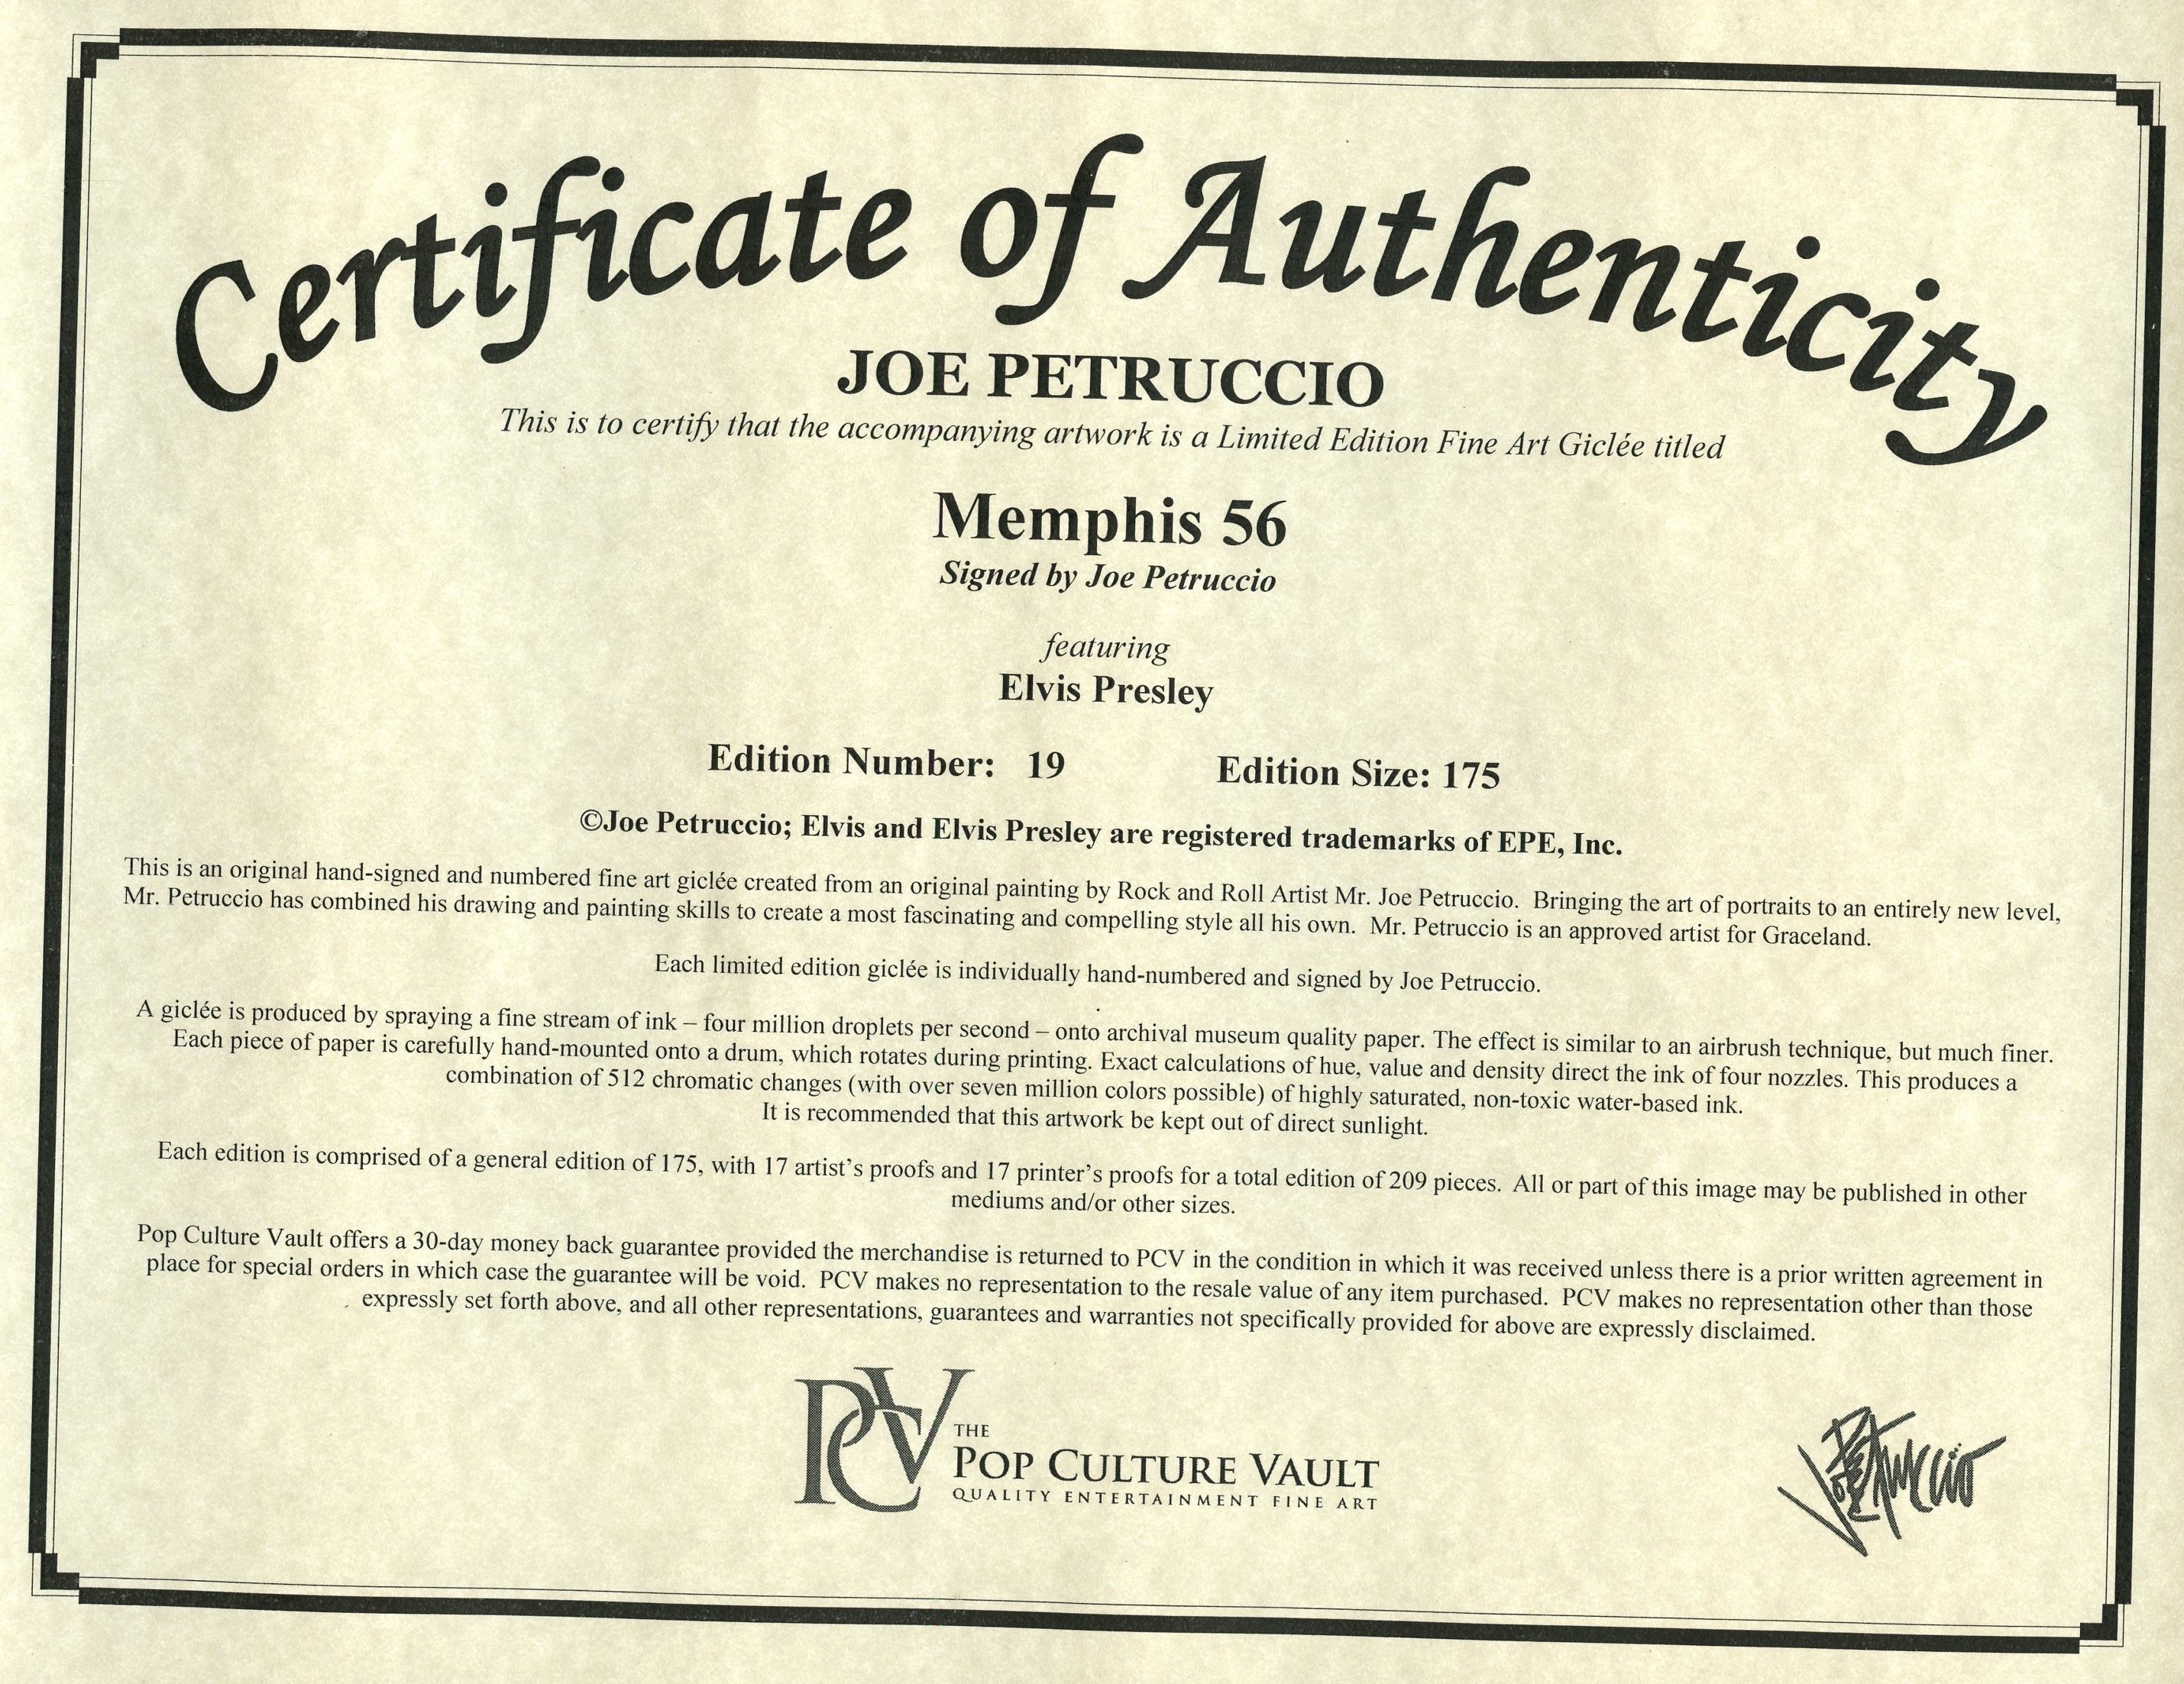 Certificate of Authenticity
JOE PETRUCCIO
This is to certify that the accompanying artwork is a Limited Edition Fine Art Giclée titled
Memphis 56
Signed by Joe Petruccio
featuring
Elvis Presley
Edition Number: 19 Edition Size: 175
©Joe Petruccio; Elvis and Elvis Presley are registered trademarks of EPE, Inc.
This is an original hand-signed and numbered fine art giclée created from an original painting by Rock and Roll Artist Mr. Joe Petruccio. Bringing the art of portraits to an entirely new level,
Mr. Petruccio has combined his drawing and painting skills to create a most fascinating and compelling style all his own. Mr. Petruccio is an approved artist for Graceland.
Each limited edition giclée is individually hand-numbered and signed by Joe Petruccio.
A giclée is produced by spraying a fine stream of ink – four million droplets per second – onto archival museum quality paper. The effect is similar to an airbrush technique, but much finer.
Each piece of paper is carefully hand-mounted onto a drum, which rotates during printing. Exact calculations of hue, value and density direct the ink of four nozzles. This produces a
combination of 512 chromatic changes (with over seven million colors possible) of highly saturated, non-toxic water-based ink.
It is recommended that this artwork be kept out of direct sunlight.
Each edition is comprised of a general edition of 175, with 17 artist’s proofs and 17 printer’s proofs for a total edition of 209 pieces. All or part of this image may be published in other
mediums and/or other sizes.
Pop Culture Vault offers a 30-day money back guarantee provided the merchandise is returned to PCV in the condition in which it was received unless there is a prior written agreement in
place for special orders in which case the guarantee will be void. PCV makes no representation to the resale value of any item purchased. PCV makes no representation other than those
expressly set forth above, and all other representations, guarantees and warranties not specifically provided for above are expressly disclaimed.
PCV
THE
POP CULTURE VAULT
QUALITY ENTERTAINMENT FINE ART
Joe Petruccio